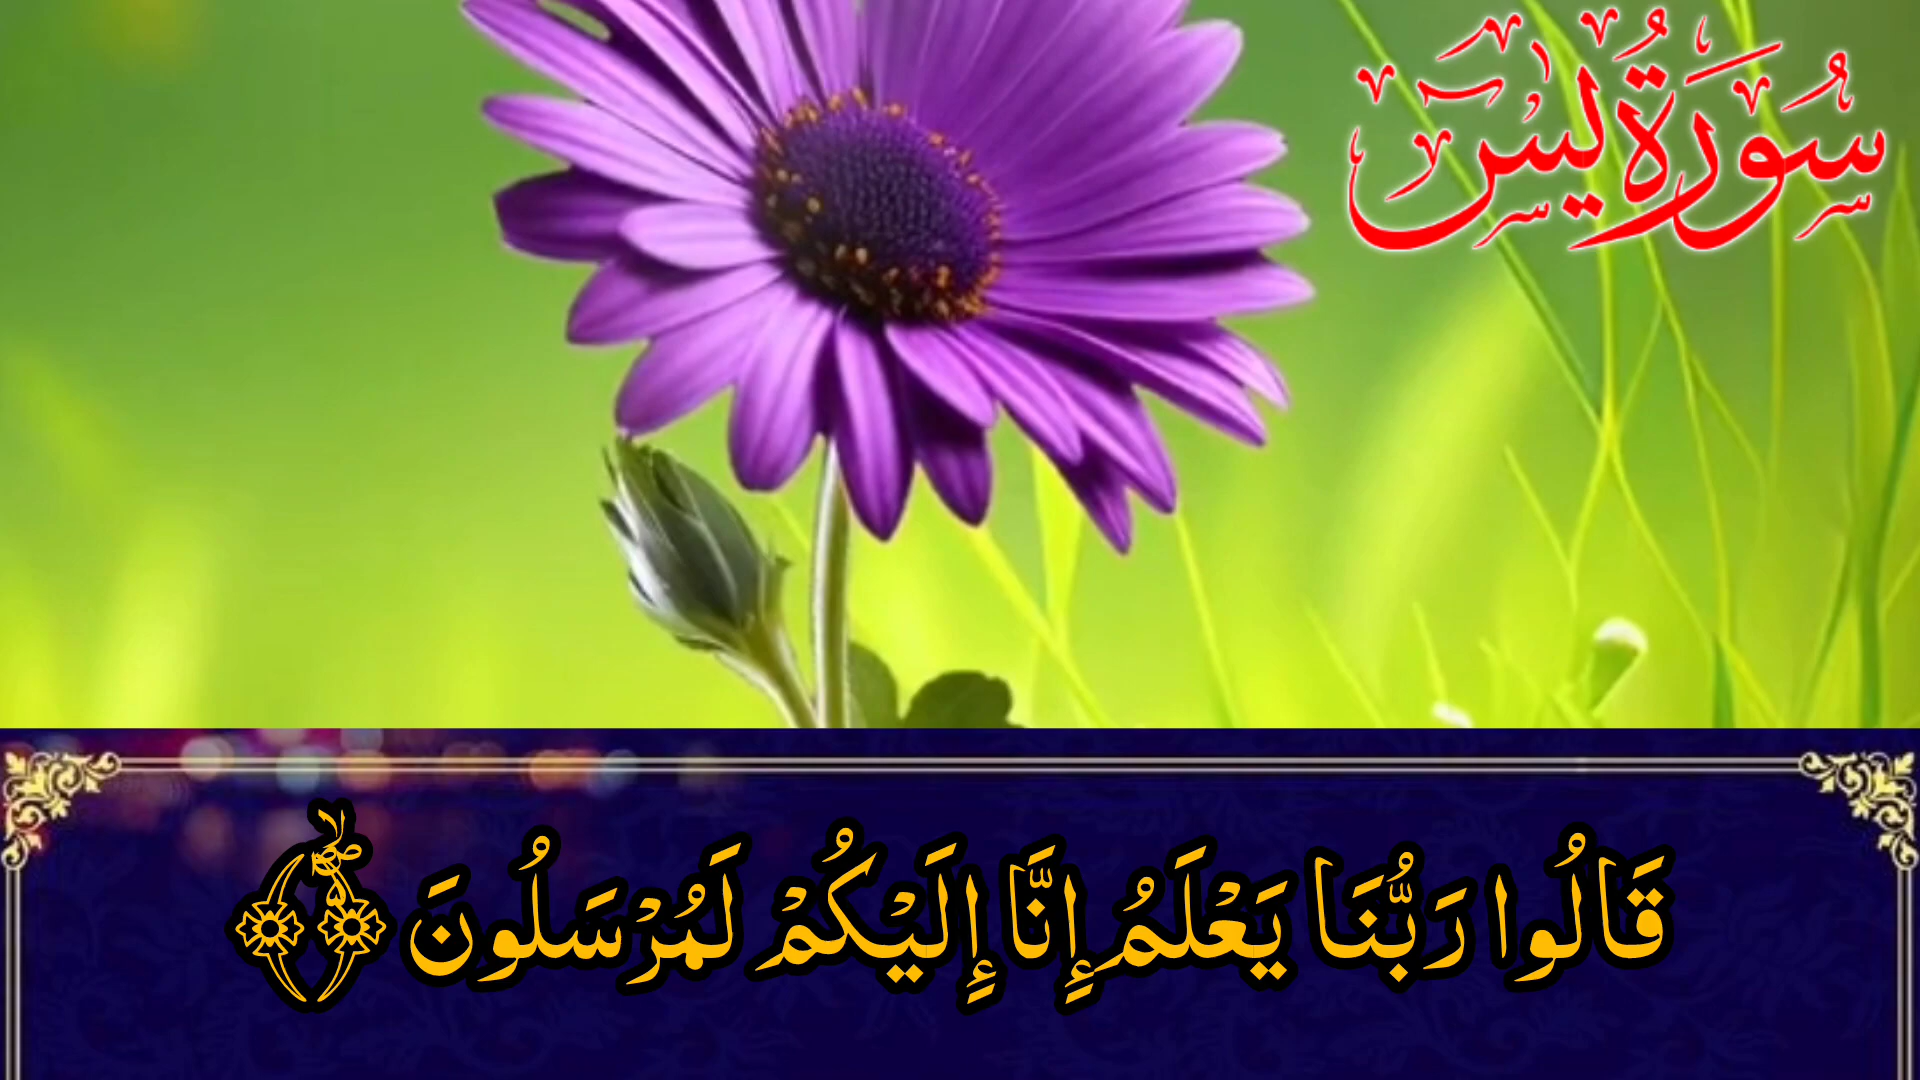 سُورَةُ يسٓ
قَالُوا رَبُّنَا يَعْلَمُ إِنَّا إِلَيْكُمْ لَمُرْسَلُونَ